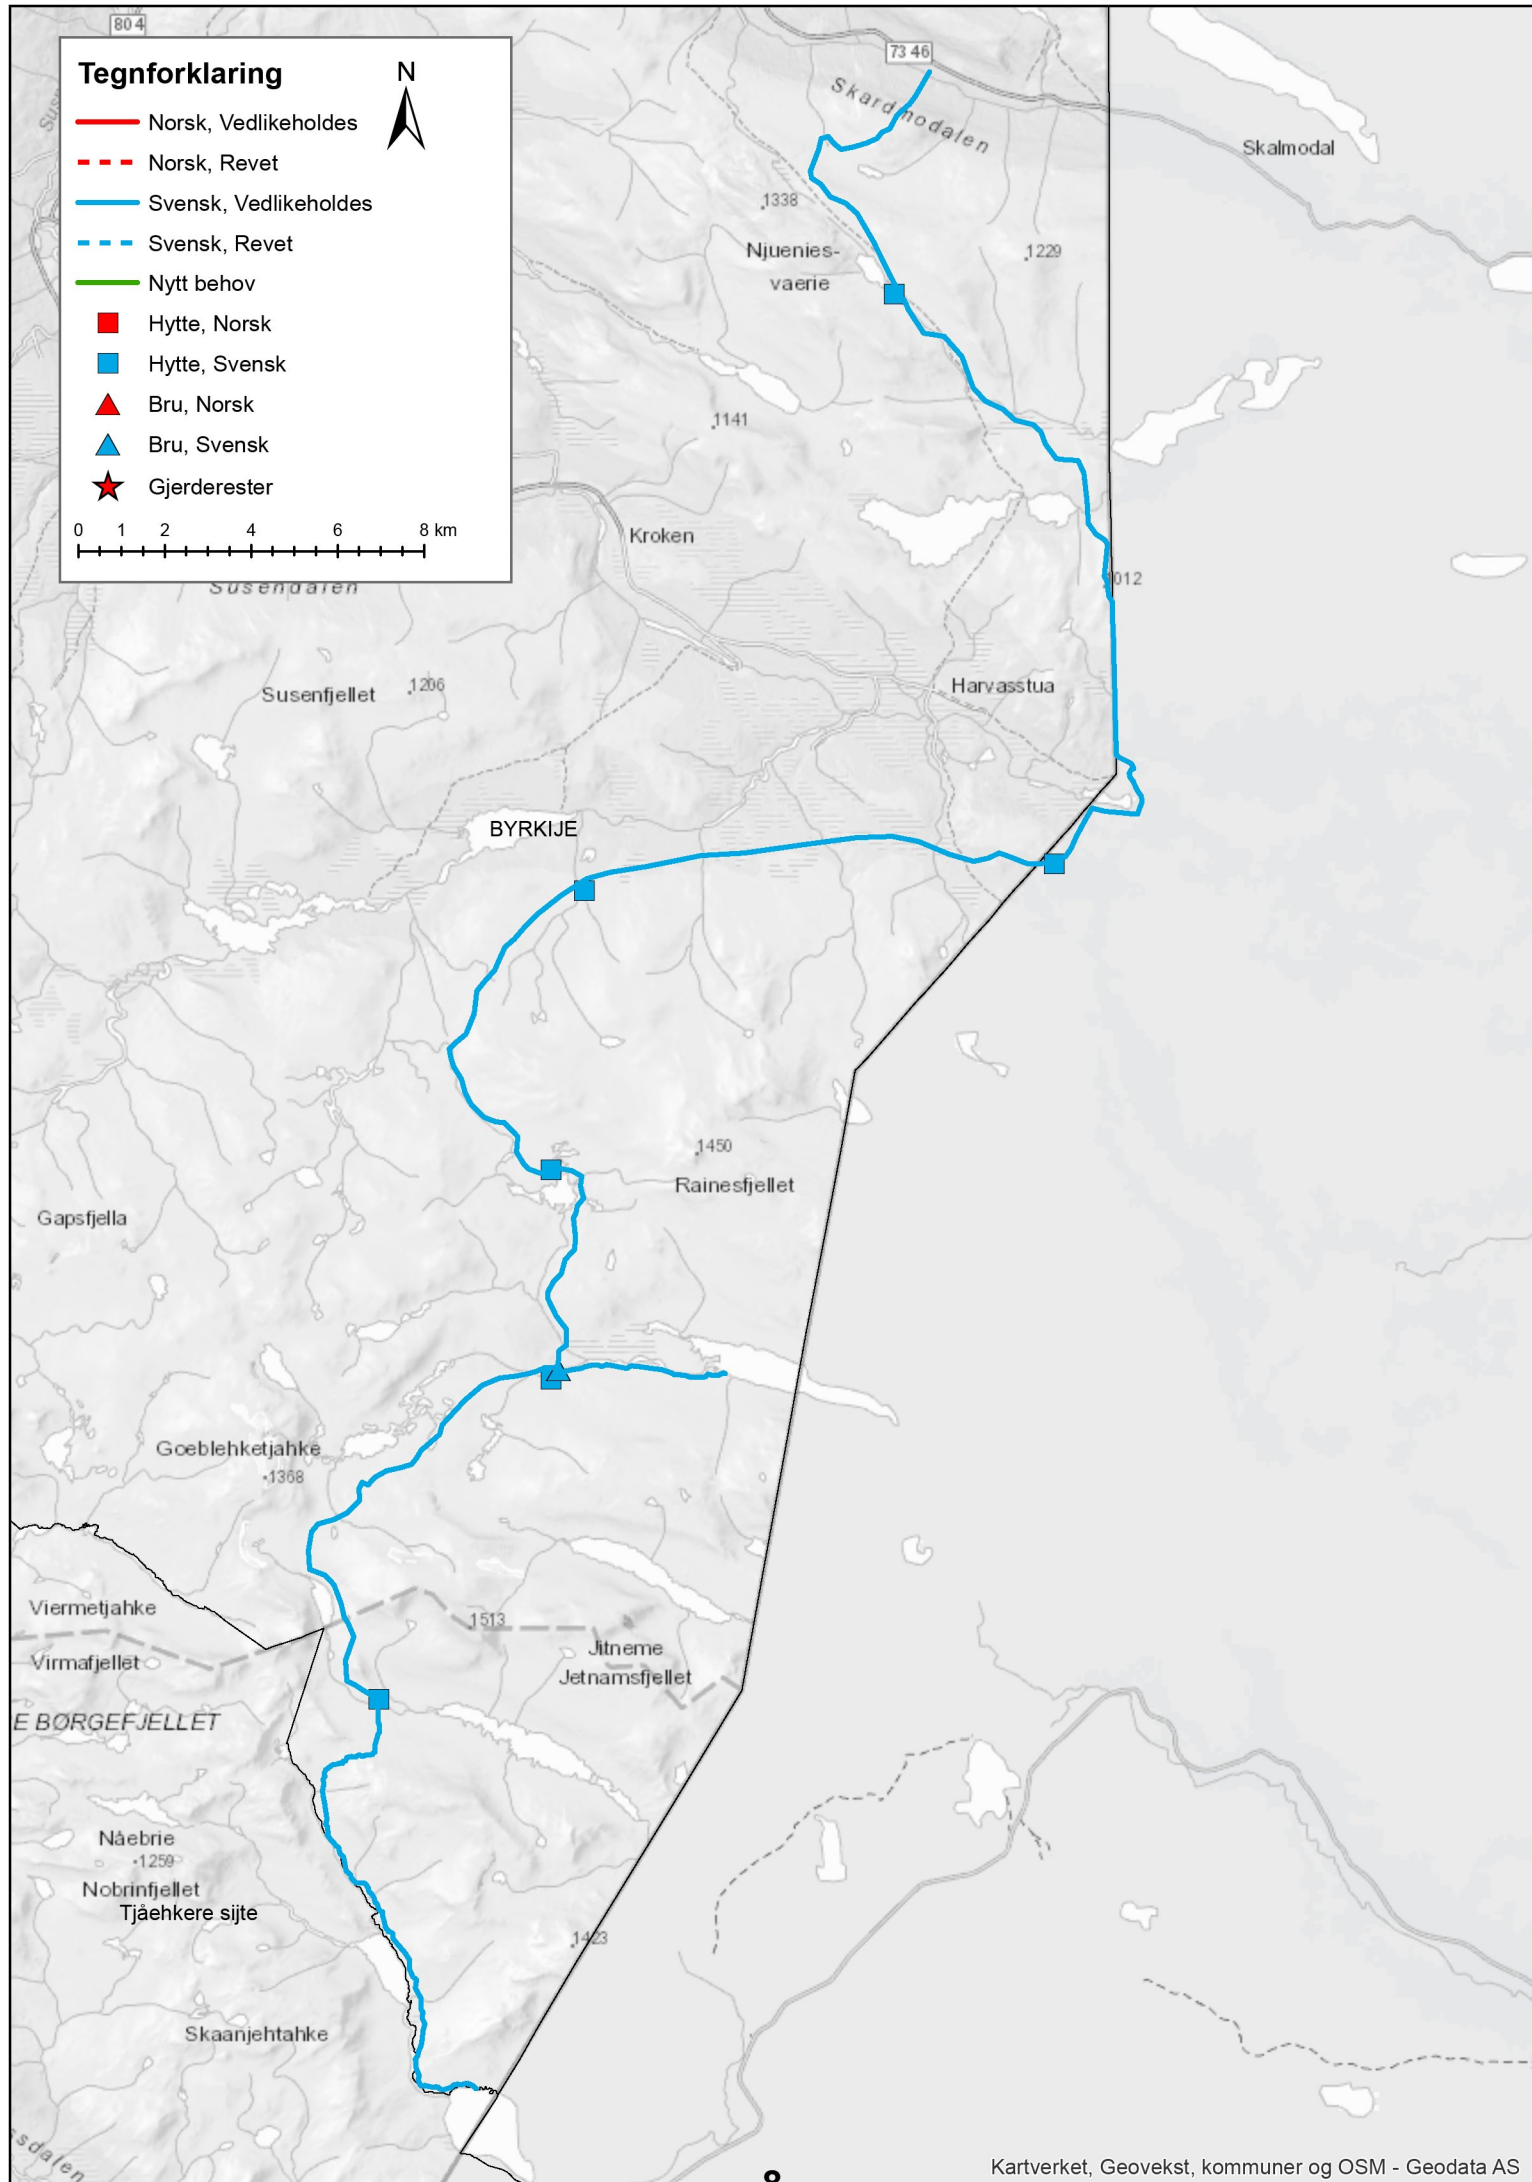 80 4
Tegnforklaring
N
Norsk, Vedlikeholdes
Norsk, Revet
Svensk, Vedlikeholdes
Svensk, Revet
Nytt behov
Hytte, Norsk
Hytte, Svensk
Bru, Norsk
Bru, Svensk
Gjerderester
0 1 2 4 6 8 km
73 46
Skardmodalen
Skalmodal
1338
Njuenies-
vaerie
1229
1141
Kroken
1012
Susendalen
Susenfjellet
1206
Harvasstua
BYRKIJE
1450
Rainesfjellet
Gapsfjella
Goeblehketjahke
1368
Viermetjahke
1513
Virmafjellet
Jitneme
Jetnamsfjellet
E BØRGEFJELLET
Nåebrie
1259
Nobrinfjellet
Tjåehkere sijte
1423
Skaanjehtahke
8
Kartverket, Geovekst, kommuner og OSM - Geodata AS